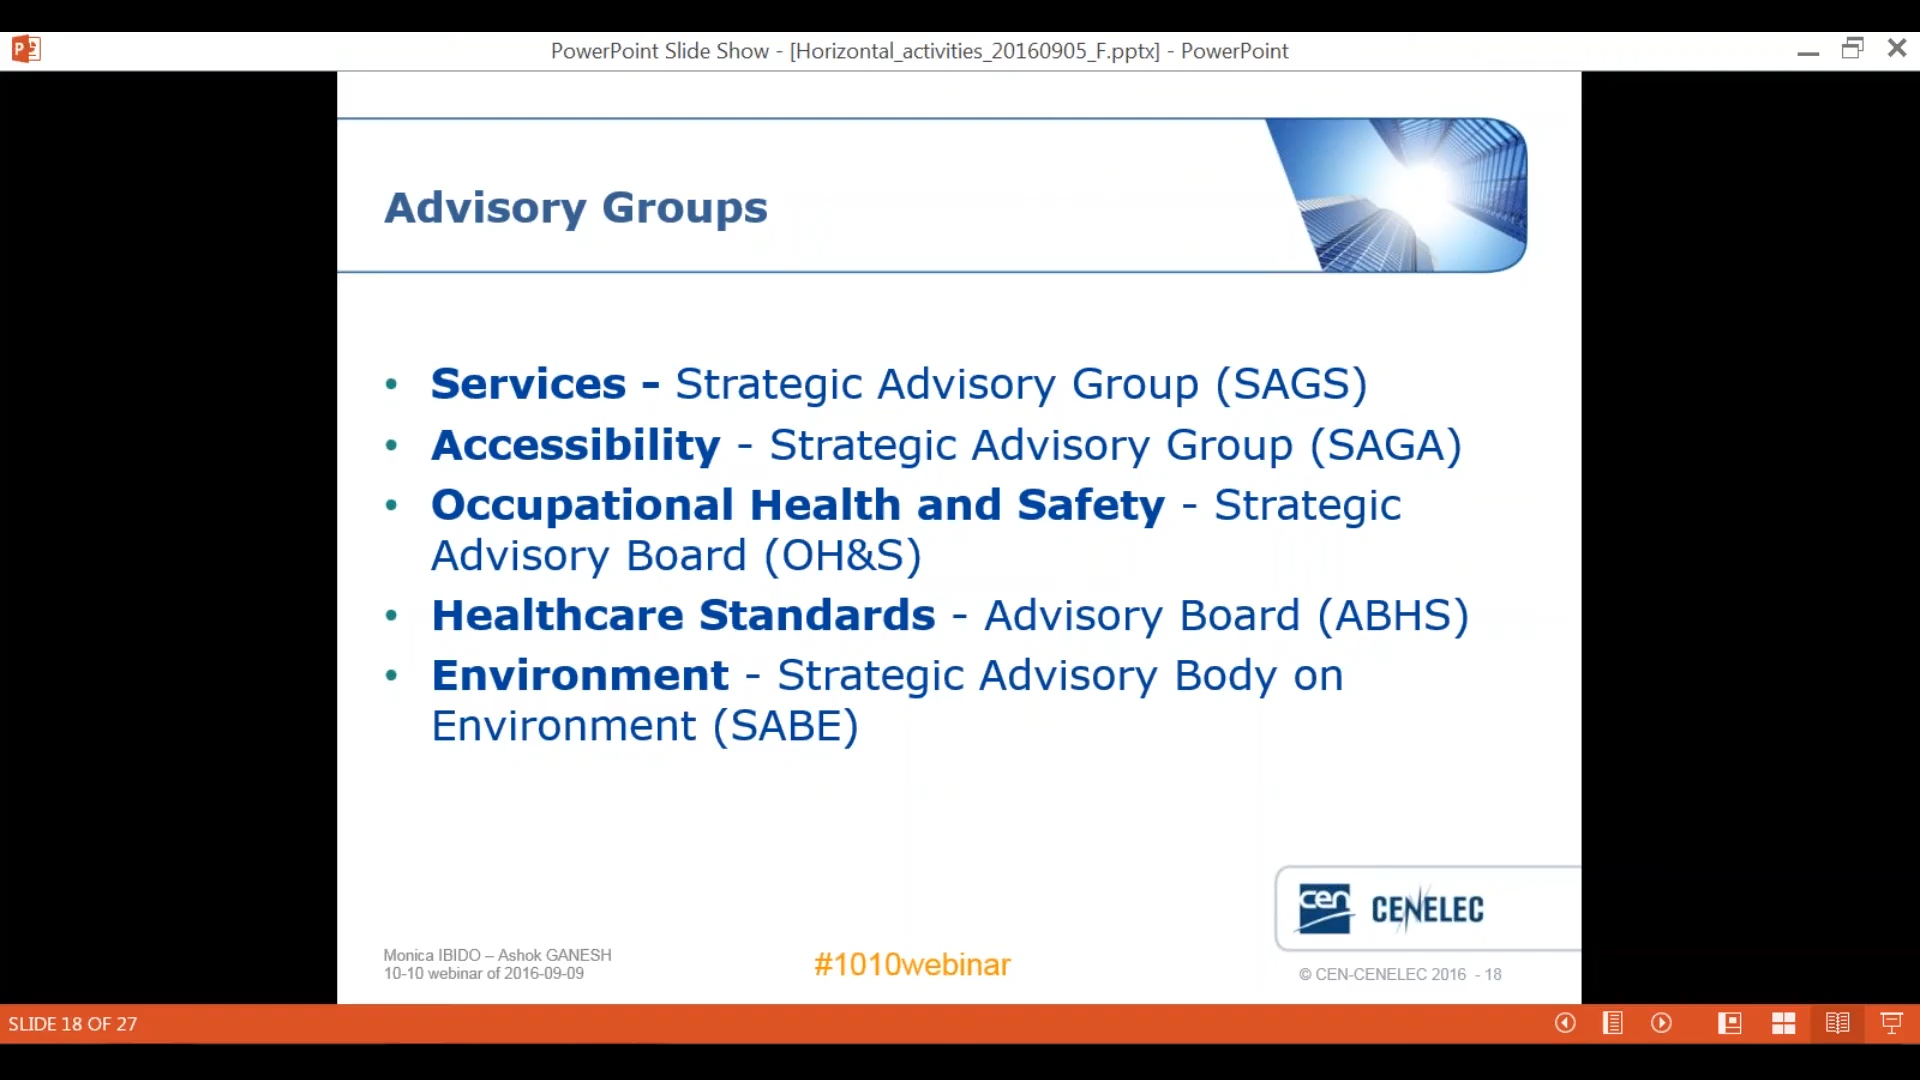 PowerPoint Slide Show - [Horizontal_activities_20160905_F.pptx] - PowerPoint
Advisory Groups
• Services - Strategic Advisory Group (SAGS)
• Accessibility - Strategic Advisory Group (SAGA)
• Occupational Health and Safety - Strategic
Advisory Board (OH&S)
• Healthcare Standards - Advisory Board (ABHS)
• Environment - Strategic Advisory Body on
Environment (SABE)
cen CENELEC
Monica IBIDO – Ashok GANESH
10-10 webinar of 2016-09-09
#1010webinar
© CEN-CENELEC 2016 - 18
SLIDE 18 OF 27